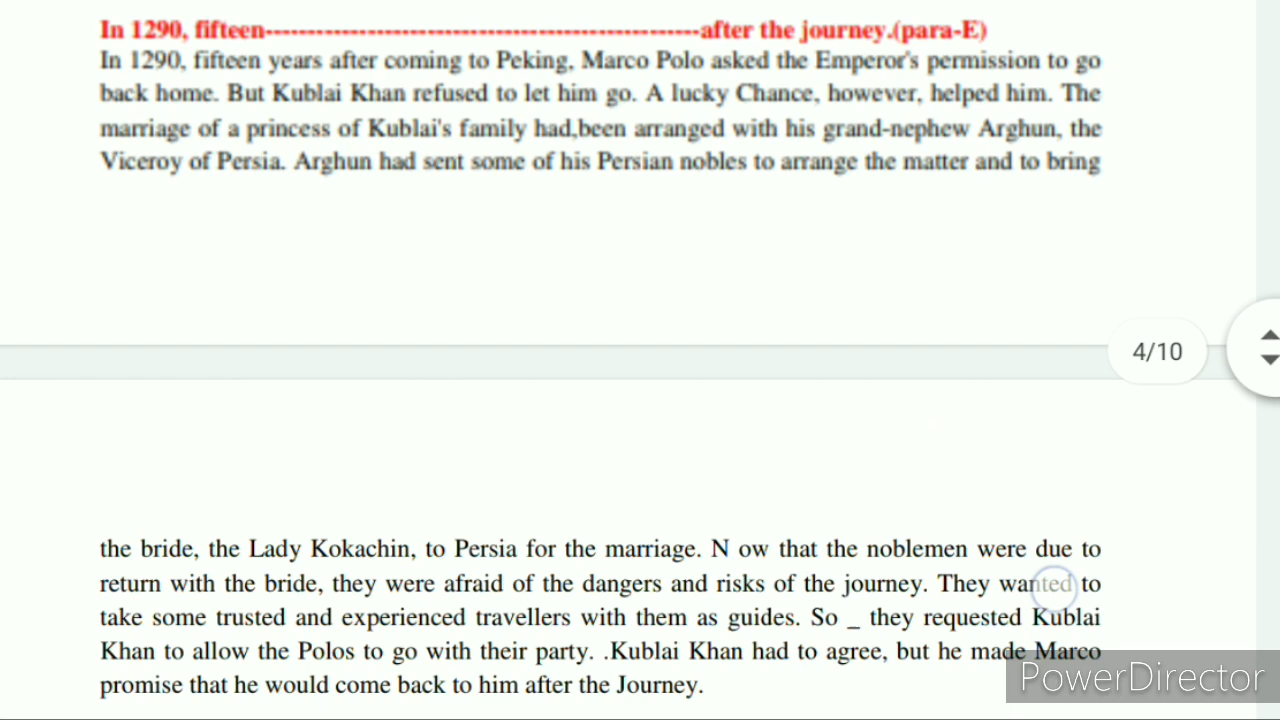 In 1290, fifteen----------------------------------------------------after the journey.(para-E)
In 1290, fifteen years after coming to Peking, Marco Polo asked the Emperor's permission to go
back home. But Kublai Khan refused to let him go. A lucky Chance, however, helped him. The
marriage of a princess of Kublai's family had,been arranged with his grand-nephew Arghun, the
Viceroy of Persia. Arghun had sent some of his Persian nobles to arrange the matter and to bring
4/10
the bride, the Lady Kokachin, to Persia for the marriage. N ow that the noblemen were due to
return with the bride, they were afraid of the dangers and risks of the journey. They wanted to
take some trusted and experienced travellers with them as guides. So _ they requested Kublai
Khan to allow the Polos to go with their party. .Kublai Khan had to agree, but he made Marco
promise that he would come back to him after the Journey.
PowerDirector